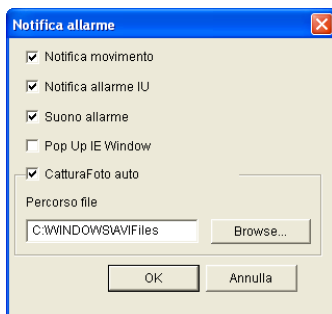 Notifica allarme
Notifica movimento
Notifica allarme IU
Suono allarme
Pop Up IE Window
CatturaFoto auto
Percorso file
C:\WINDOWS\AVIFiles
Browse...
OK
Annulla